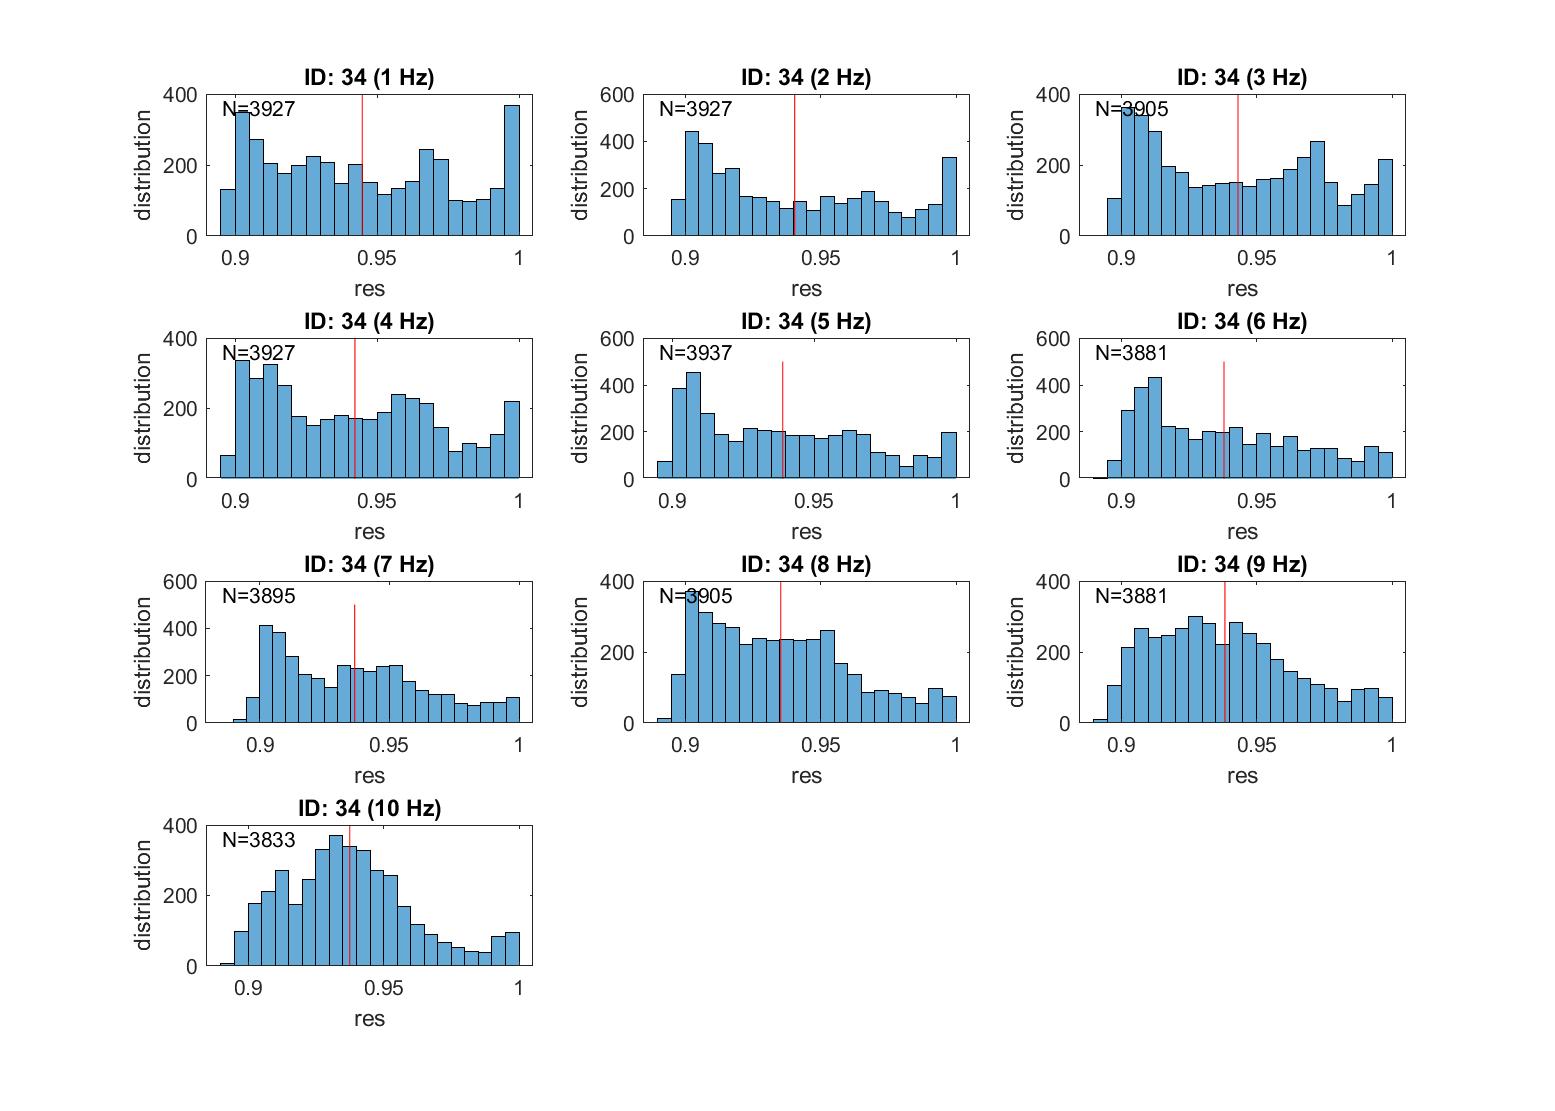 ID: 34 (1 Hz)
N=3927
distribution
400
200
0
0.9 0.95 1
res
ID: 34 (2 Hz)
N=3927
distribution
600
400
200
0
0.9 0.95 1
res
ID: 34 (3 Hz)
N=3905
distribution
400
200
0
0.9 0.95 1
res
ID: 34 (4 Hz)
N=3927
distribution
400
200
0
0.9 0.95 1
res
ID: 34 (5 Hz)
N=3937
distribution
600
400
200
0
0.9 0.95 1
res
ID: 34 (6 Hz)
N=3881
distribution
600
400
200
0
0.9 0.95 1
res
ID: 34 (7 Hz)
N=3895
distribution
600
400
200
0
0.9 0.95 1
res
ID: 34 (8 Hz)
N=3905
distribution
400
200
0
0.9 0.95 1
res
ID: 34 (9 Hz)
N=3881
distribution
400
200
0
0.9 0.95 1
res
ID: 34 (10 Hz)
N=3833
distribution
400
200
0
0.9 0.95 1
res